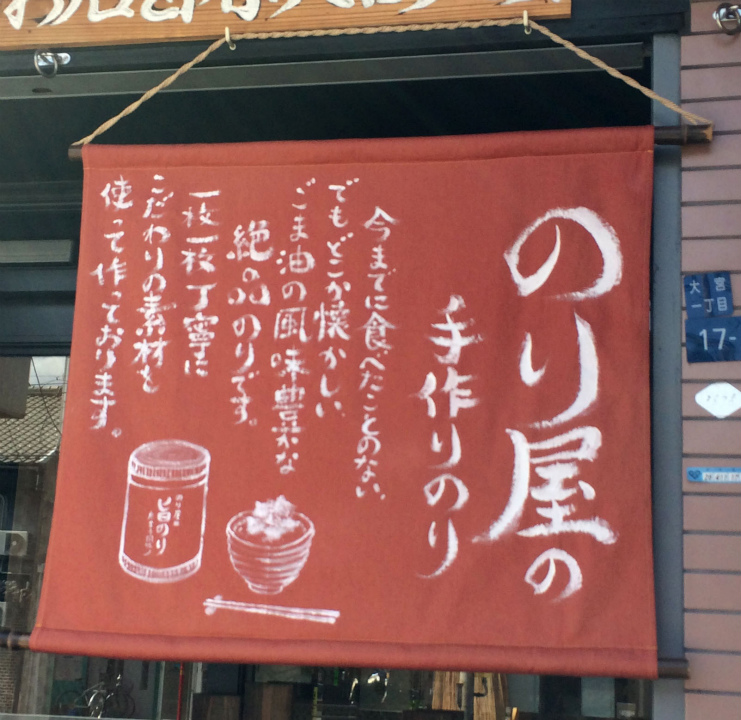 のり屋の
手作りのり
今までに食べたことのない、
でもどこか懐かしい
ごま油の風味豊かな
絶品のりです。
一枚一枚丁寧に
こだわりの素材を
使って作っております。
旨のり
大宮
一丁目
17-